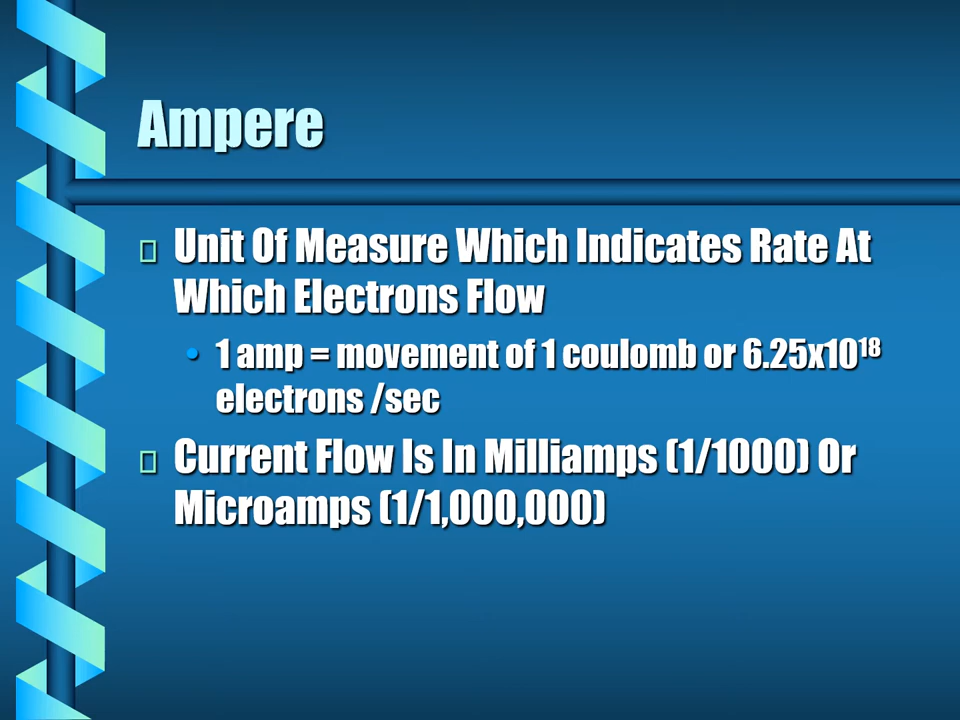 Ampere
Unit Of Measure Which Indicates Rate At
Which Electrons Flow
• 1 amp = movement of 1 coulomb or 6.25x10¹⁸
electrons /sec
Current Flow Is In Milliamps (1/1000) Or
Microamps (1/1,000,000)